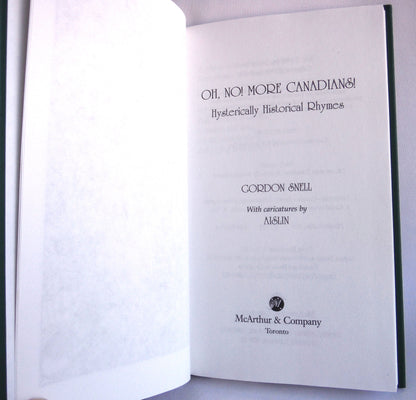 OH, NO! MORE CANADIANS!
Hysterically Historical Rhymes
GORDON SNELL
With caricatures by
AISLIN
McArthur & Company
Toronto